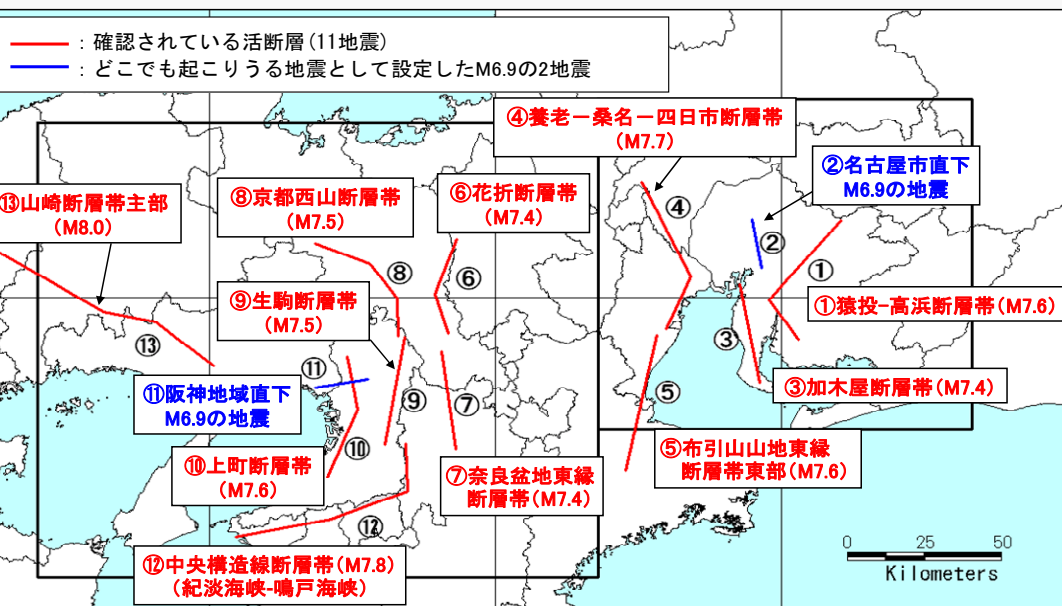 ：確認されている活断層(11地震)
：どこでも起こりうる地震として設定したM6.9の2地震
④養老－桑名－四日市断層帯
（M7.7）
②名古屋市直下
M6.9の地震
⑬山崎断層帯主部
（M8.0）
⑧京都西山断層帯
（M7.5）
⑥花折断層帯
（M7.4）
④
②
①
⑧
⑥
⑨生駒断層帯
（M7.5）
①猿投−高浜断層帯（M7.6）
⑬
③
⑪
⑪阪神地域直下
M6.9の地震
⑨
⑦
⑤
③加木屋断層帯（M7.4）
⑩
⑩上町断層帯
（M7.6）
⑦奈良盆地東縁
断層帯（M7.4）
⑤布引山山地東縁
断層帯東部（M7.6）
⑫
⑫中央構造線断層帯（M7.8）
（紀淡海峡-鳴戸海峡）
0 25 50
Kilometers